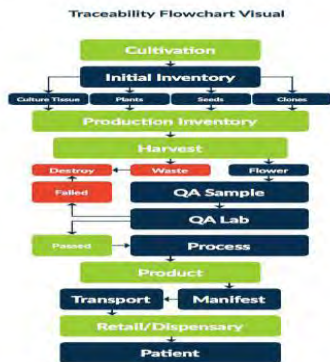 Traceability Flowchart Visual
Cultivation
Initial Inventory
Culture Tissue Plants Seeds Clones
Production Inventory
Harvest
Destroy Waste Flower
Failed QA Sample
QA Lab
Passed Process
Product
Transport Manifest
Retail/Dispensary
Patient